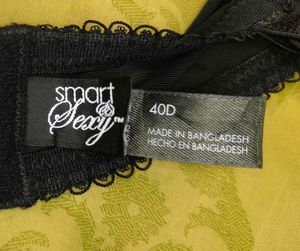 smart
& Sexy™
40D
MADE IN BANGLADESH
HECHO EN BANGLADESH